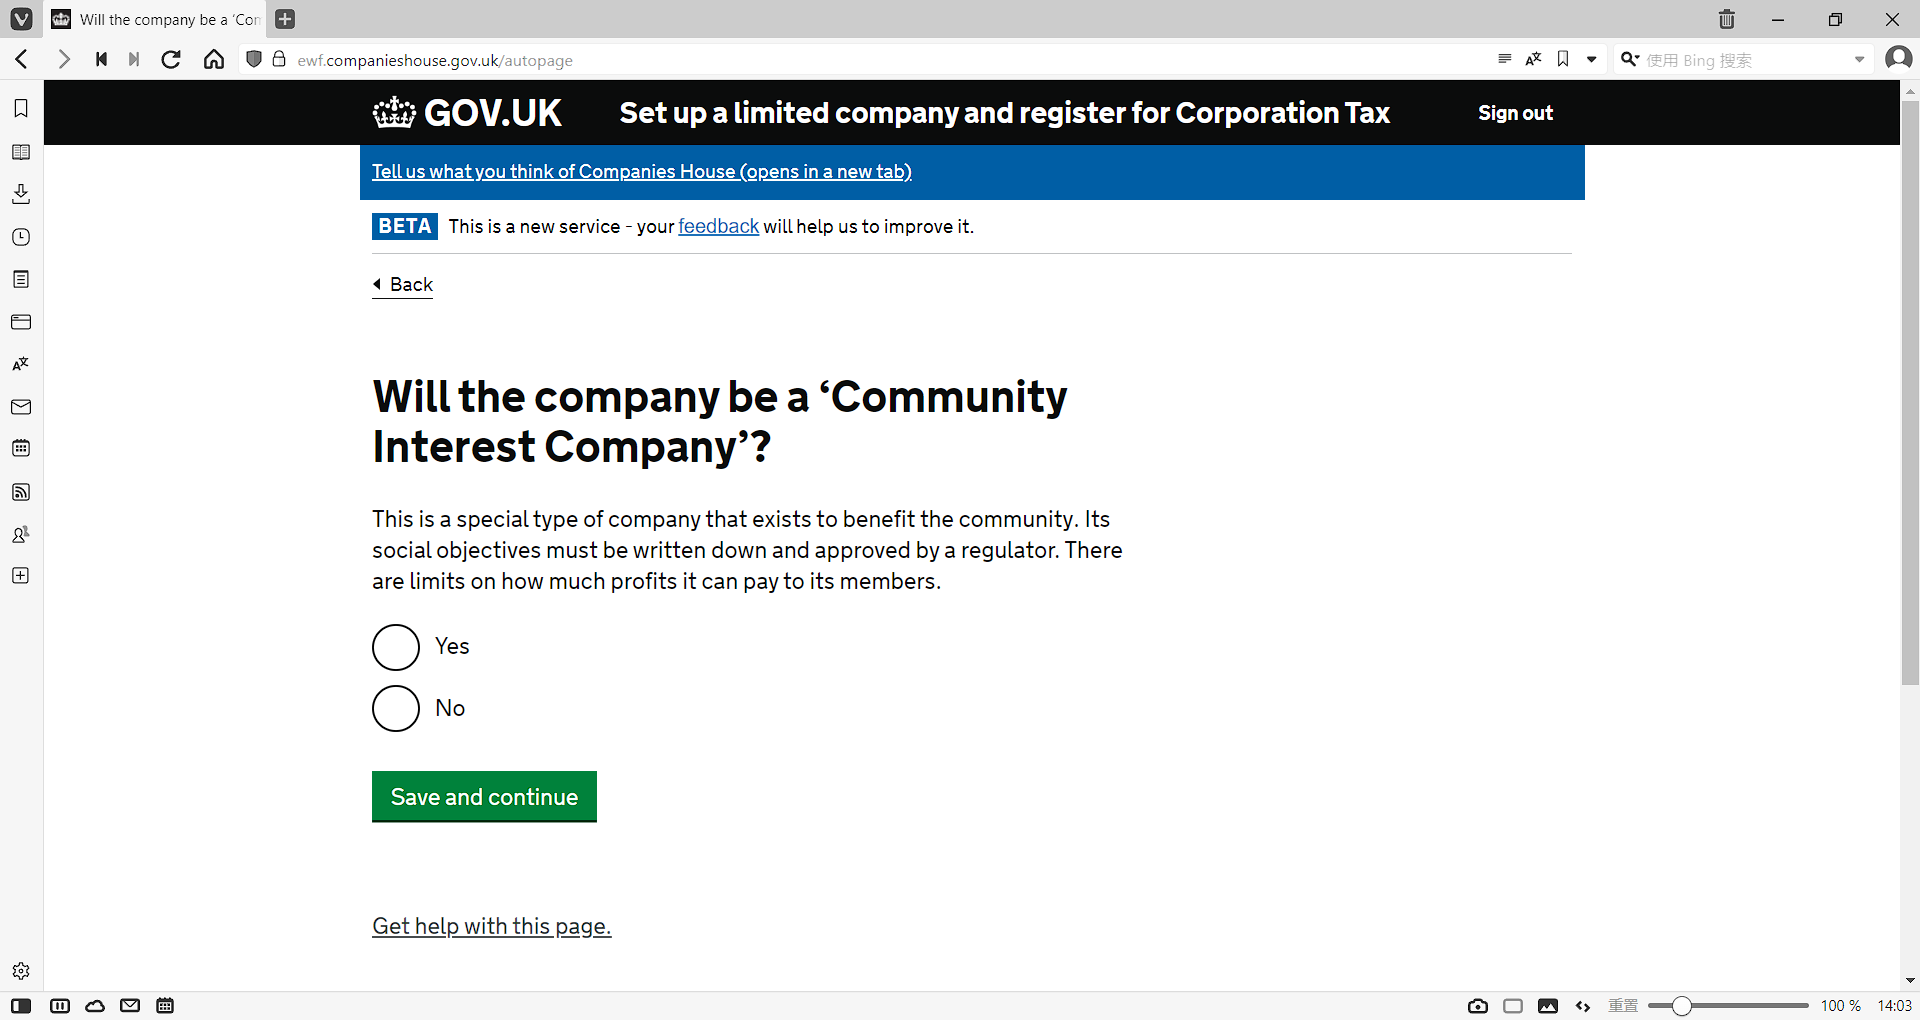 Will the company be a ‘Con
ewf.companieshouse.gov.uk/autopage
使用 Bing 搜索
GOV.UK
Set up a limited company and register for Corporation Tax
Sign out
Tell us what you think of Companies House (opens in a new tab)
BETA This is a new service - your feedback will help us to improve it.
Back
Will the company be a ‘Community
Interest Company’?
This is a special type of company that exists to benefit the community. Its
social objectives must be written down and approved by a regulator. There
are limits on how much profits it can pay to its members.
Yes
No
Save and continue
Get help with this page.
重置
100 %
14:03